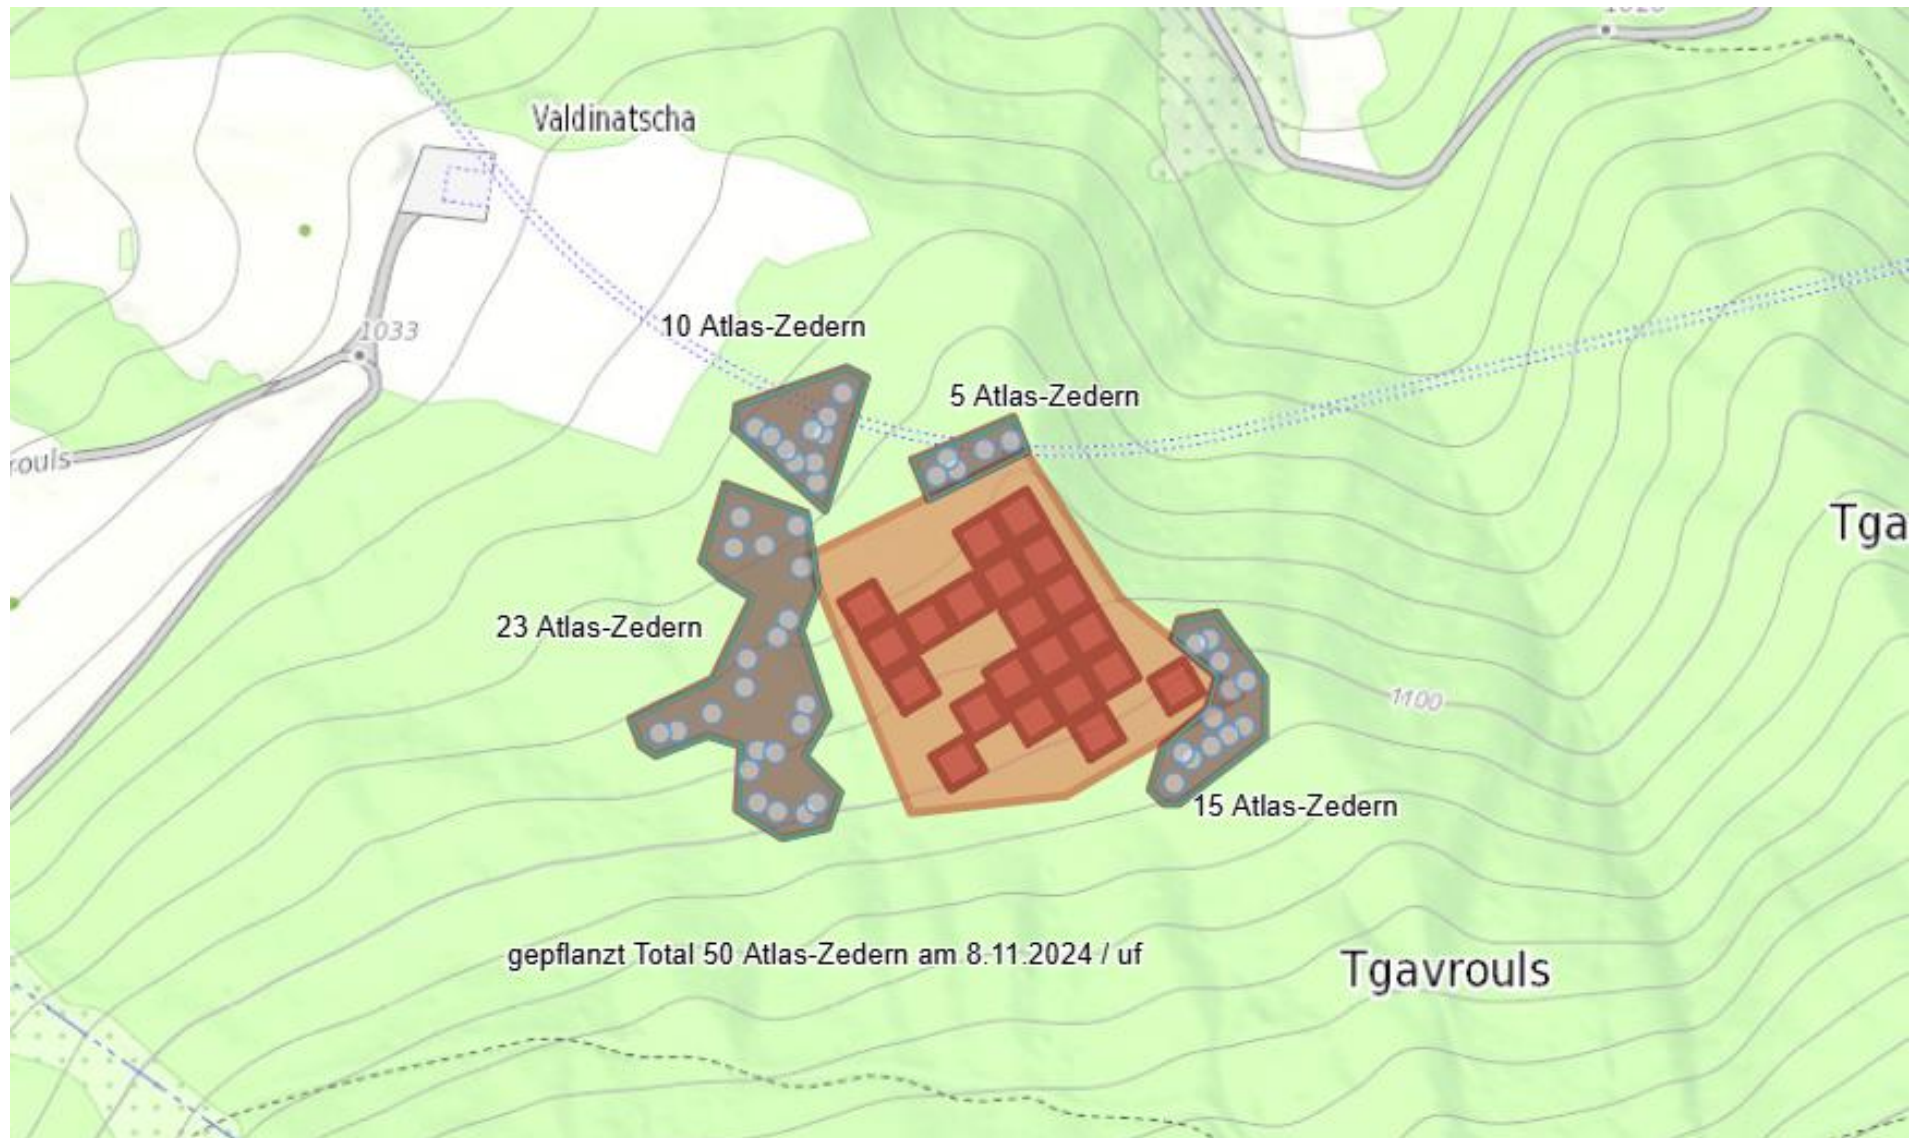 Valdinatscha
1033
10 Atlas-Zedern
5 Atlas-Zedern
rouls
Tga
23 Atlas-Zedern
1100
15 Atlas-Zedern
gepflanzt Total 50 Atlas-Zedern am 8.11.2024 / uf
Tgavrouls